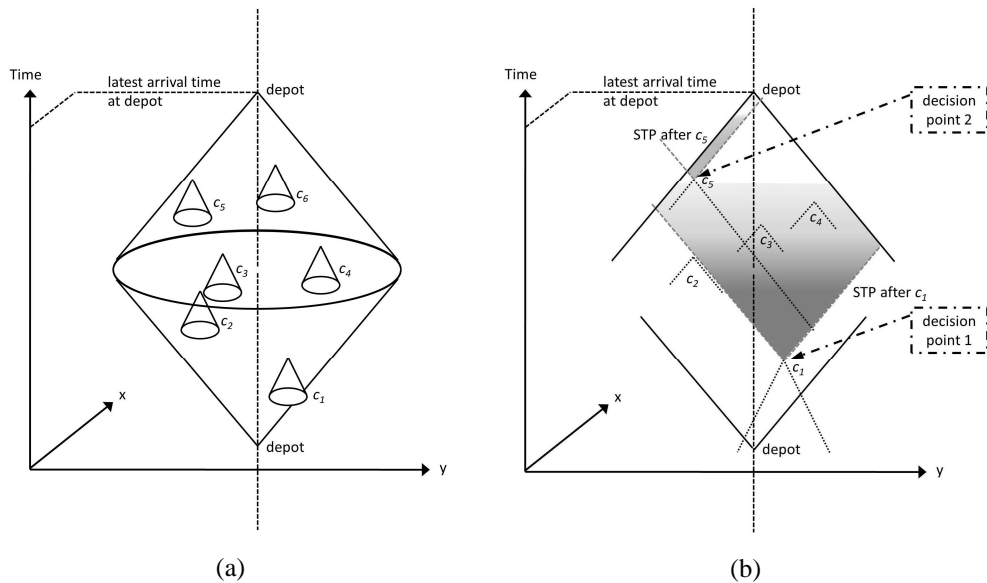 Time
latest arrival time
at depot
depot
c5
c6
c3
c4
c2
c1
x
depot
y
(a)
Time
latest arrival time
at depot
depot
decision
point 2
STP after c5
c5
c4
c3
c2
STP after c1
decision
point 1
c1
x
depot
y
(b)